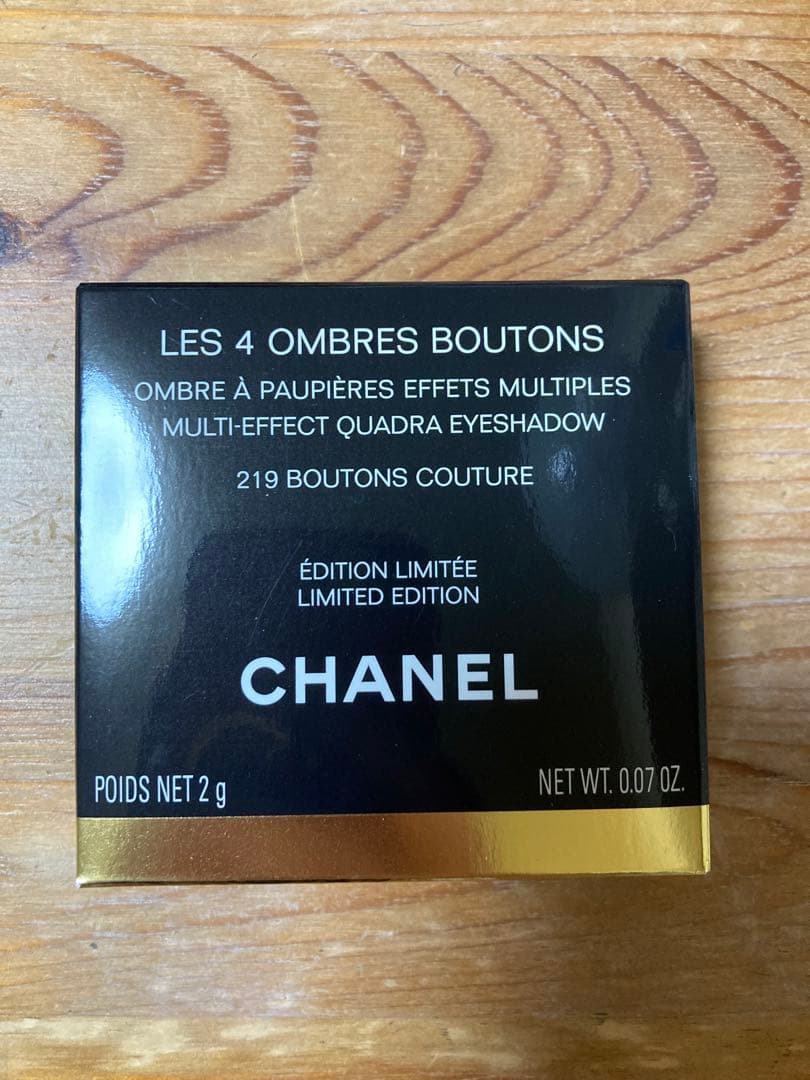 LES 4 OMBRES BOUTONS
OMBRE À PAUPIÈRES EFFETS MULTIPLES
MULTI-EFFECT QUADRA EYESHADOW
219 BOUTONS COUTURE
ÉDITION LIMITÉE
LIMITED EDITION
CHANEL
POIDS NET 2 g
NET WT. 0.07 OZ.